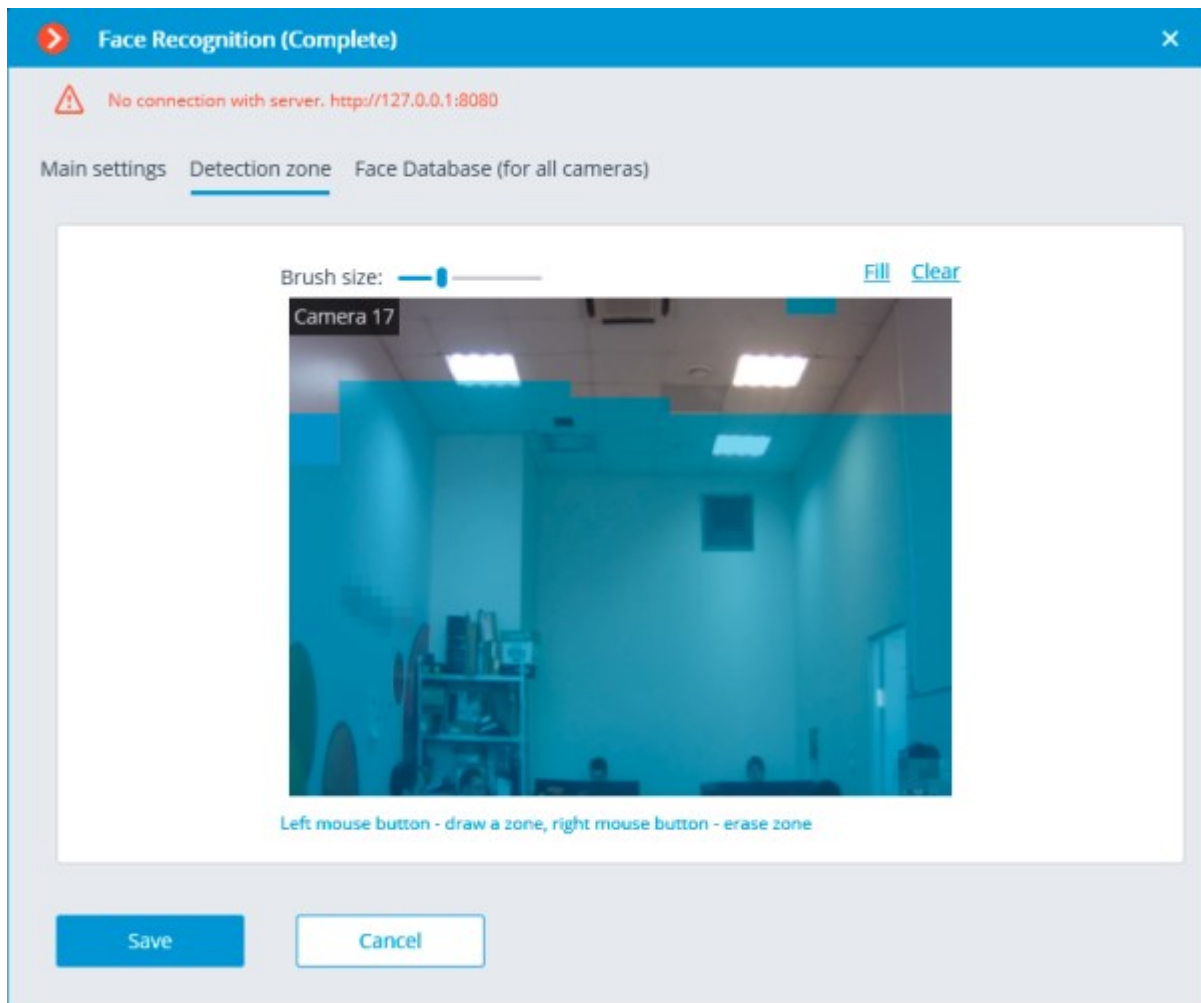 Face Recognition (Complete)
No connection with server. http://127.0.0.1:8080
Main settings Detection zone Face Database (for all cameras)
Brush size: Fill Clear
Camera 17
Left mouse button - draw a zone, right mouse button - erase zone
Save Cancel